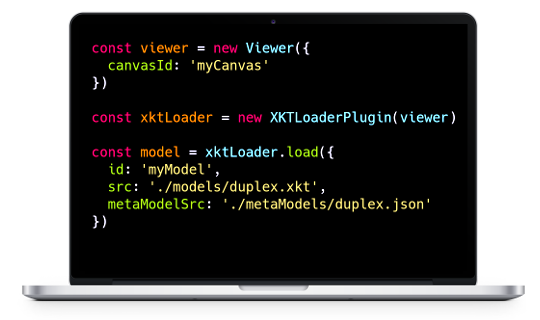 const viewer = new Viewer({
  canvasId: 'myCanvas'
})
const xktLoader = new XKTLoaderPlugin(viewer)
const model = xktLoader.load({
  id: 'myModel',
  src: './models/duplex.xkt',
  metaModelSrc: './metaModels/duplex.json'
})